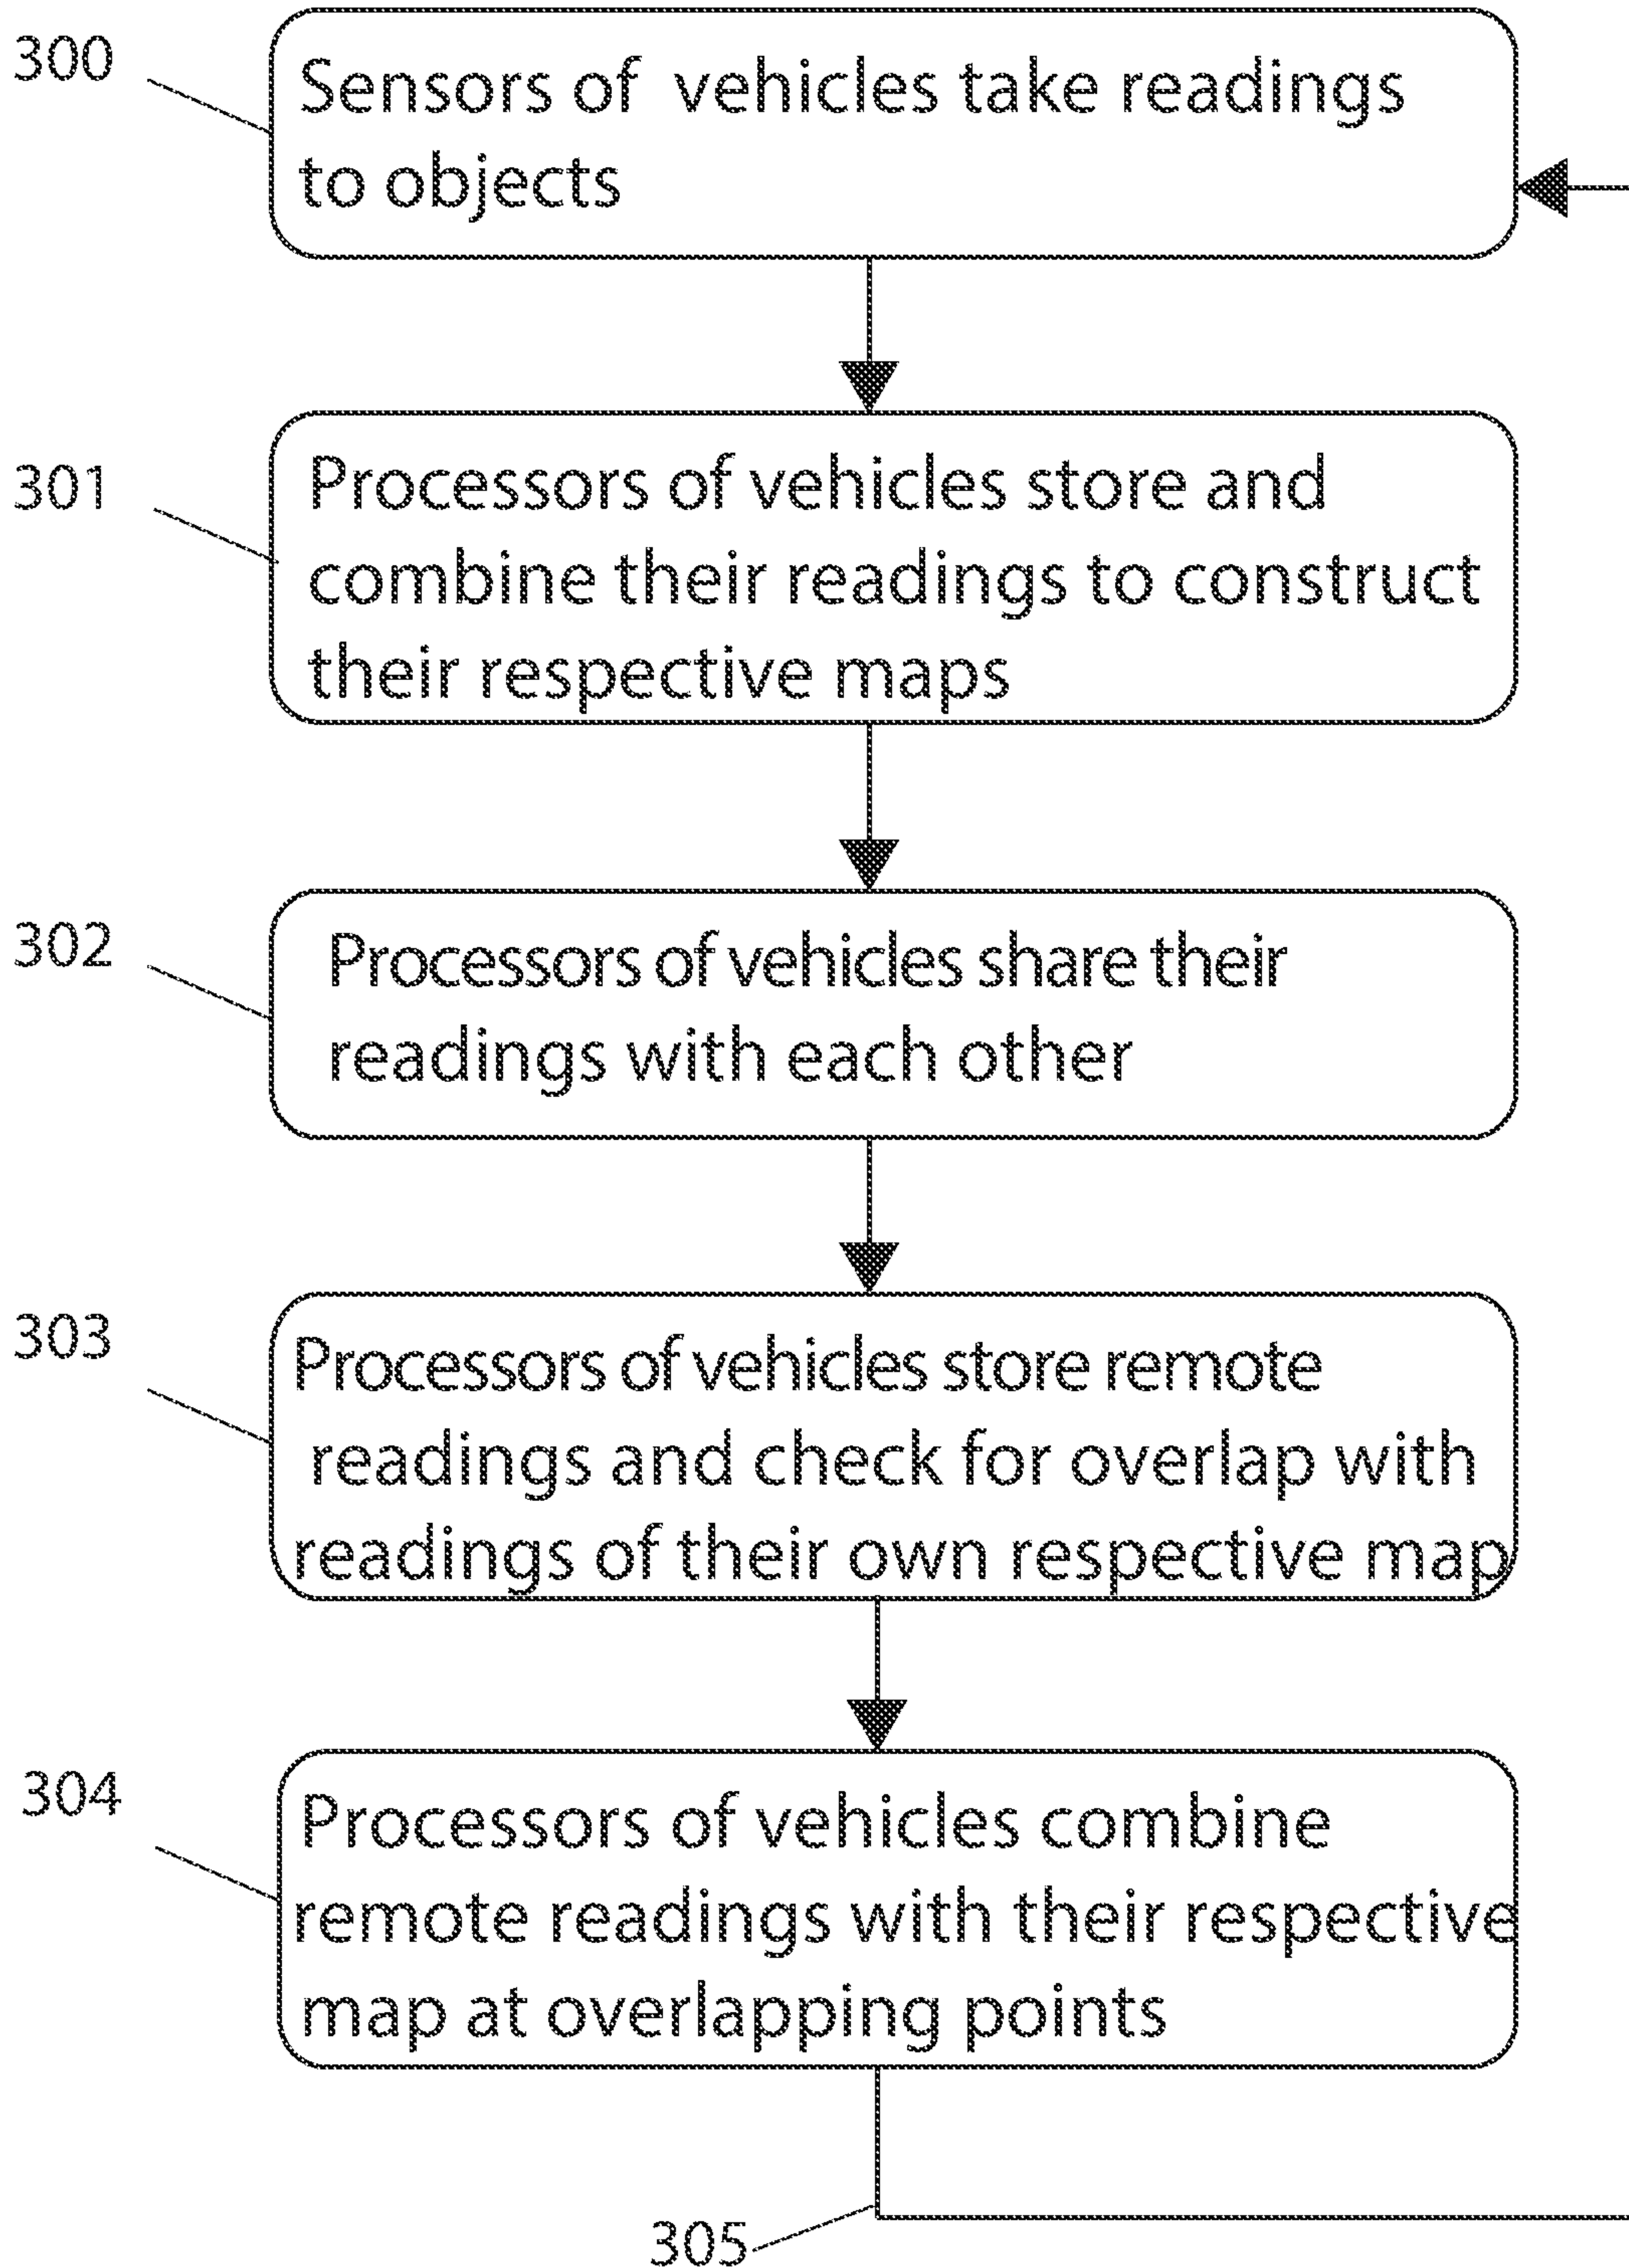 300
Sensors of vehicles take readings
to objects
301
Processors of vehicles store and
combine their readings to construct
their respective maps
302
Processors of vehicles share their
readings with each other
303
Processors of vehicles store remote
readings and check for overlap with
readings of their own respective map
304
Processors of vehicles combine
remote readings with their respective
map at overlapping points
305